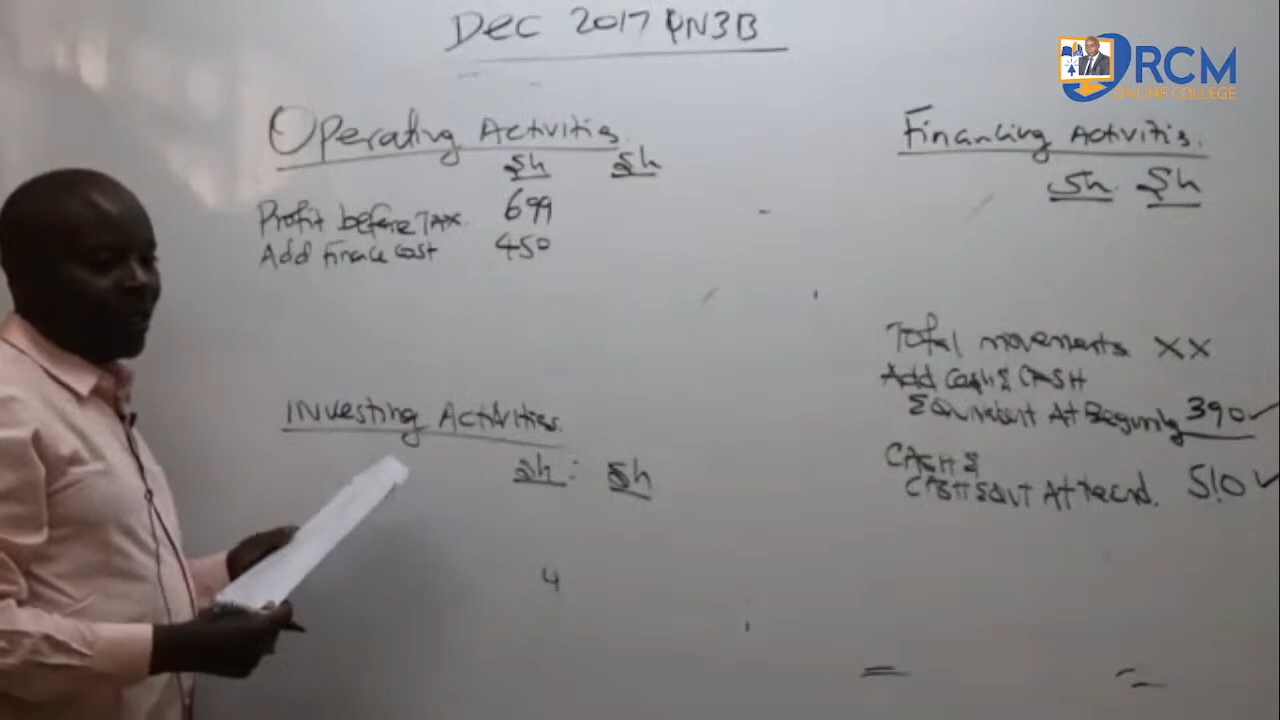 Dec 2017 QN3B
RCM
ONLINE COLLEGE
Operating Activities.
Sh Sh
Profit before TAX 699
Add Finance cost 450
Investing Activities.
Sh: Sh
4
Financing Activities.
Sh. Sh
Total movements XX
Add Cash & CASH
Equivalent At Beginning 390 ✓
CASH &
CASH EQVT At the end. 510 ✓